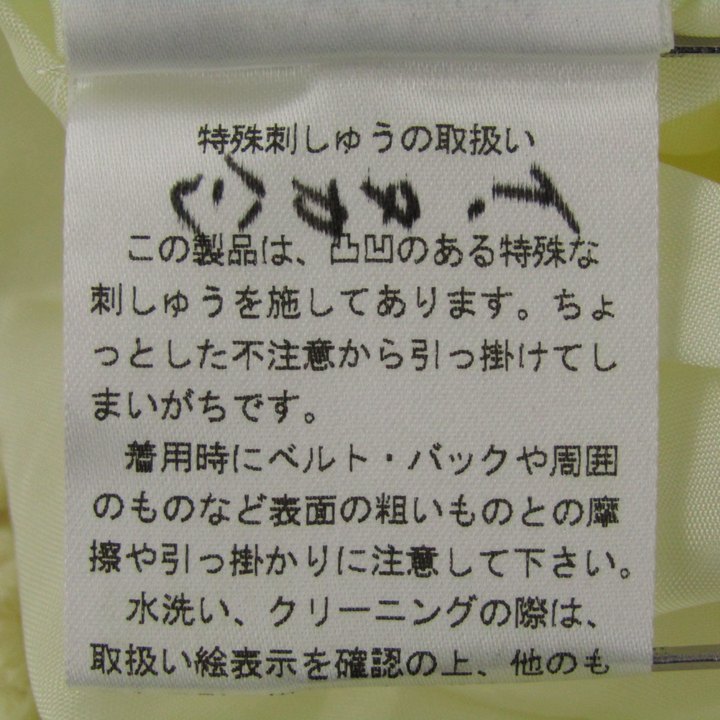 特殊刺しゅうの取扱い
この製品は、凸凹のある特殊な
刺しゅうを施してあります。ちょ
っとした不注意から引っ掛けてし
まいがちです。
着用時にベルト・バックや周囲
のものなど表面の粗いものとの摩
擦や引っ掛かりに注意して下さい。
水洗い、クリーニングの際は、
取扱い絵表示を確認の上、他のも